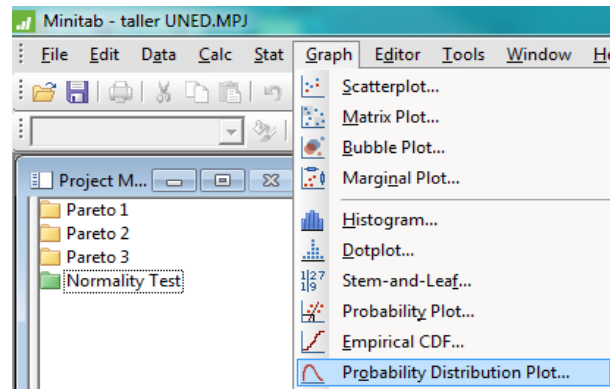 Minitab - taller UNED.MPJ
File Edit Data Calc Stat Graph Editor Tools Window He
Scatterplot...
Matrix Plot...
Bubble Plot...
Marginal Plot...
Project M...
Pareto 1
Pareto 2
Pareto 3
Normality Test
Histogram...
Dotplot...
Stem-and-Leaf...
Probability Plot...
Empirical CDF...
Probability Distribution Plot...